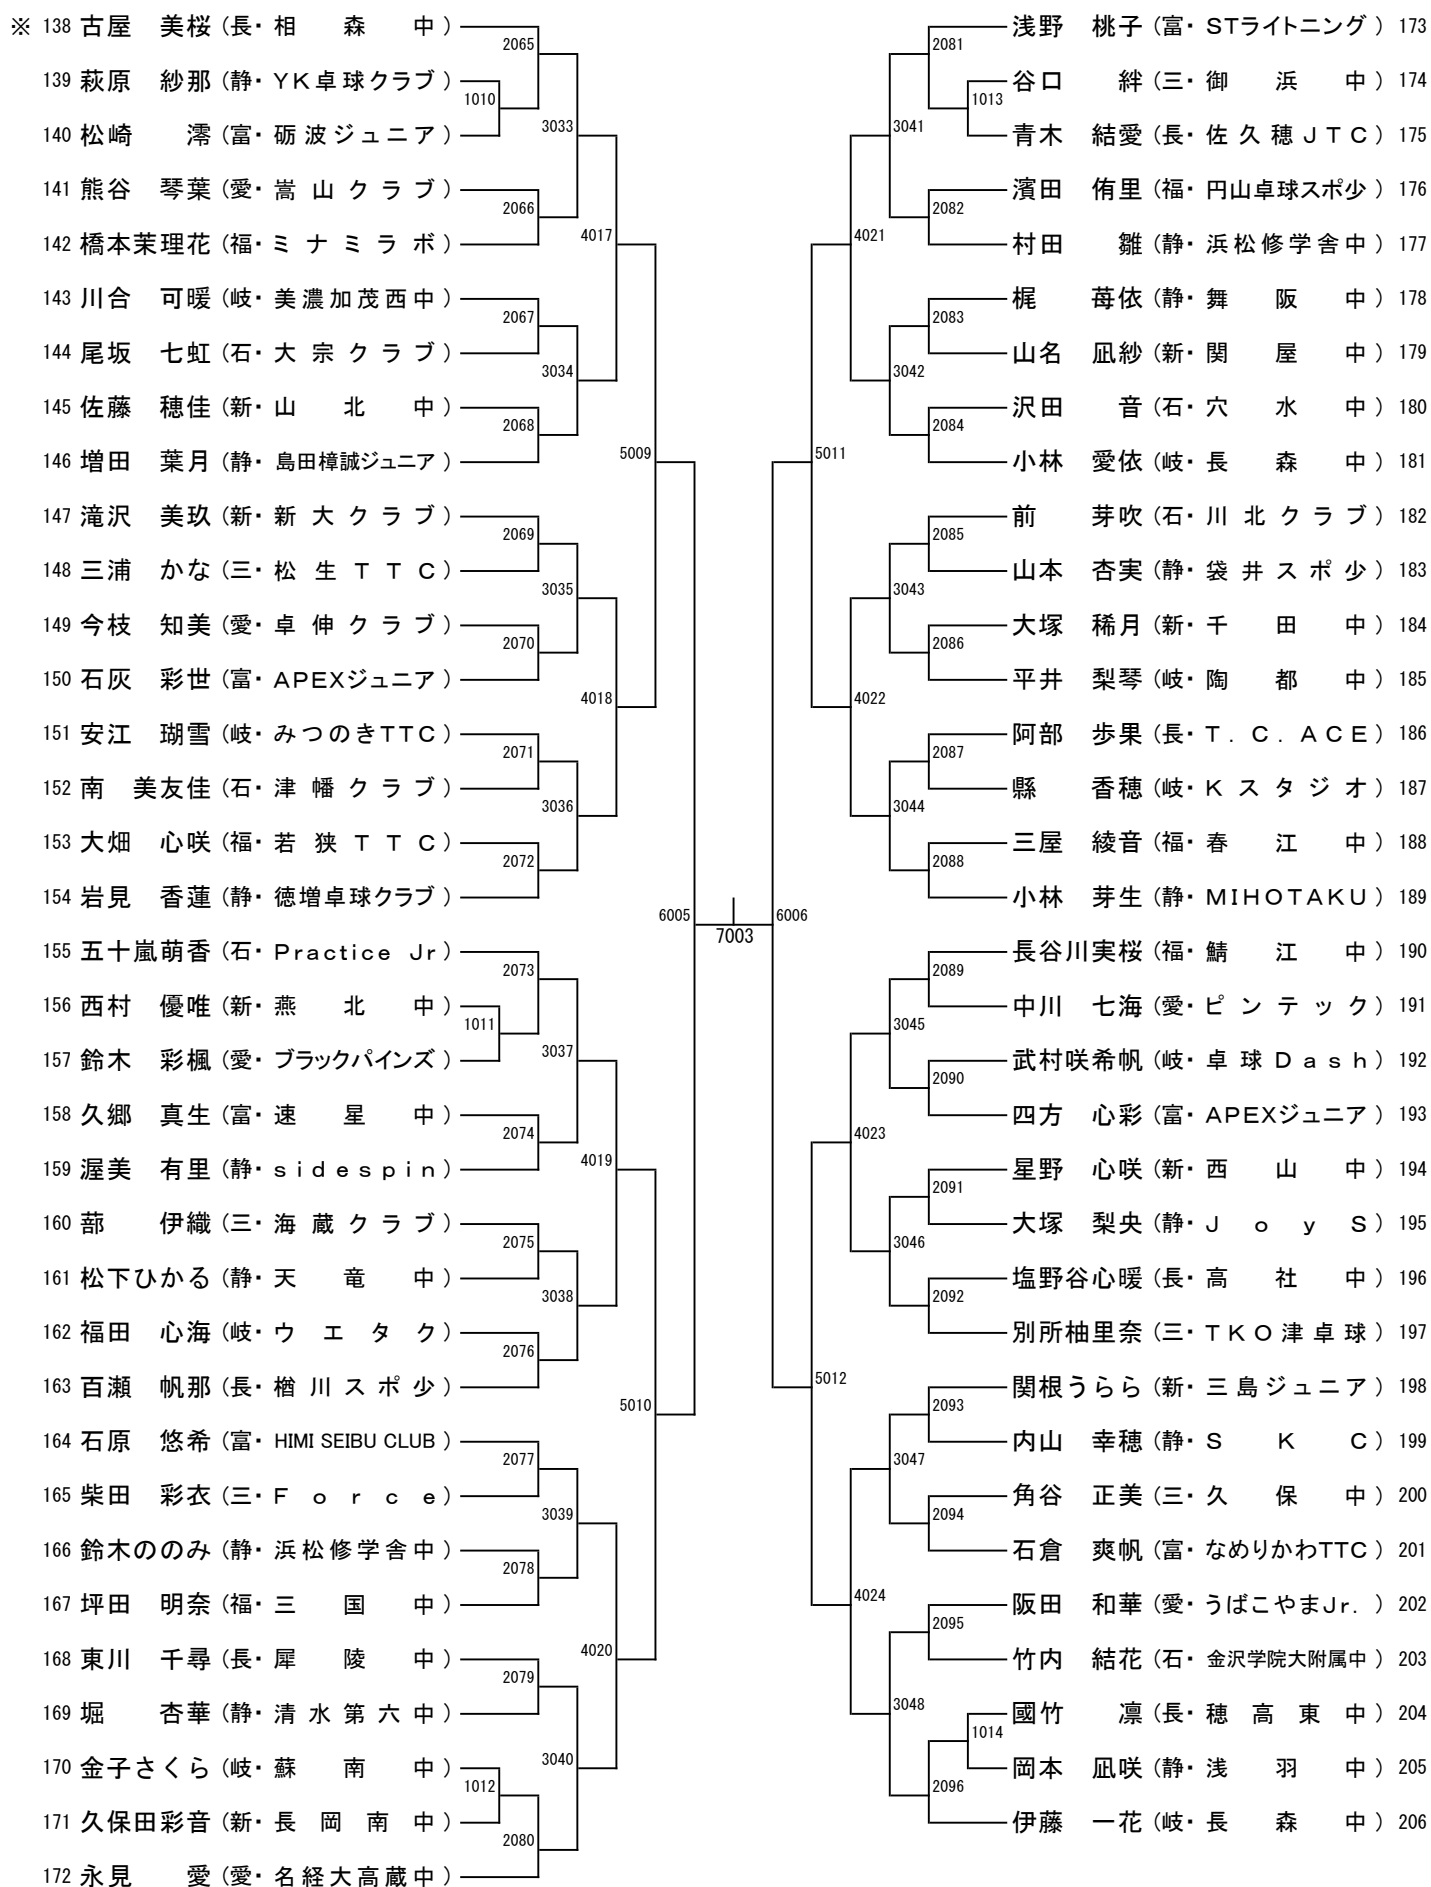 ※ 138 古屋　美桜 (長・相森中)
139 萩原　紗那 (静・YK卓球クラブ)
140 松崎　澪 (富・砺波ジュニア)
141 熊谷　琴葉 (愛・嵩山クラブ)
142 橋本茉理花 (福・ミナミラボ)
143 川合　可暖 (岐・美濃加茂西中)
144 尾坂　七虹 (石・大宗クラブ)
145 佐藤　穂佳 (新・山北中)
146 増田　葉月 (静・島田樟誠ジュニア)
147 滝沢　美玖 (新・新大クラブ)
148 三浦　かな (三・松生TTC)
149 今枝　知美 (愛・卓伸クラブ)
150 石灰　彩世 (富・APEXジュニア)
151 安江　瑚雪 (岐・みつのきTTC)
152 南　美友佳 (石・津幡クラブ)
153 大畑　心咲 (福・若狭TTC)
154 岩見　香蓮 (静・徳増卓球クラブ)
155 五十嵐萌香 (石・Practice Jr)
156 西村　優唯 (新・燕北中)
157 鈴木　彩楓 (愛・ブラックパインズ)
158 久郷　真生 (富・速星中)
159 渥美　有里 (静・sidespin)
160 蔀　伊織 (三・海蔵クラブ)
161 松下ひかる (静・天竜中)
162 福田　心海 (岐・ウエタク)
163 百瀬　帆那 (長・楢川スポ少)
164 石原　悠希 (富・HIMI SEIBU CLUB)
165 柴田　彩衣 (三・Force)
166 鈴木ののみ (静・浜松修学舎中)
167 坪田　明奈 (福・三国中)
168 東川　千尋 (長・犀陵中)
169 堀　杏華 (静・清水第六中)
170 金子さくら (岐・蘇南中)
171 久保田彩音 (新・長岡南中)
172 永見　愛 (愛・名経大高蔵中)
1010
1011
1012
2065
2066
2067
2068
2069
2070
2071
2072
2073
2074
2075
2076
2077
2078
2079
2080
3033
3034
3035
3036
3037
3038
3039
3040
4017
4018
4019
4020
5009
5010
6005
7003
6006
5011
5012
4021
4022
4023
4024
3041
3042
3043
3044
3045
3046
3047
3048
2081
2082
2083
2084
2085
2086
2087
2088
2089
2090
2091
2092
2093
2094
2095
2096
1013
1014
浅野　桃子 (富・STライトニング) 173
谷口　絆 (三・御浜中) 174
青木　結愛 (長・佐久穂JTC) 175
濱田　侑里 (福・円山卓球スポ少) 176
村田　雛 (静・浜松修学舎中) 177
梶　苺依 (静・舞阪中) 178
山名　凪紗 (新・関屋中) 179
沢田　音 (石・穴水中) 180
小林　愛依 (岐・長森中) 181
前　芽吹 (石・川北クラブ) 182
山本　杏実 (静・袋井スポ少) 183
大塚　稀月 (新・千田中) 184
平井　梨琴 (岐・陶都中) 185
阿部　歩果 (長・T.C.ACE) 186
縣　香穂 (岐・Kスタジオ) 187
三屋　綾音 (福・春江中) 188
小林　芽生 (静・MIHOTAKU) 189
長谷川実桜 (福・鯖江中) 190
中川　七海 (愛・ピンテック) 191
武村咲希帆 (岐・卓球Dash) 192
四方　心彩 (富・APEXジュニア) 193
星野　心咲 (新・西山中) 194
大塚　梨央 (静・JoyS) 195
塩野谷心暖 (長・高社中) 196
別所柚里奈 (三・TKO津卓球) 197
関根うらら (新・三島ジュニア) 198
内山　幸穂 (静・SKC) 199
角谷　正美 (三・久保中) 200
石倉　爽帆 (富・なめりかわTTC) 201
阪田　和華 (愛・うばこやまJr.) 202
竹内　結花 (石・金沢学院大附属中) 203
國竹　凛 (長・穂高東中) 204
岡本　凪咲 (静・浅羽中) 205
伊藤　一花 (岐・長森中) 206